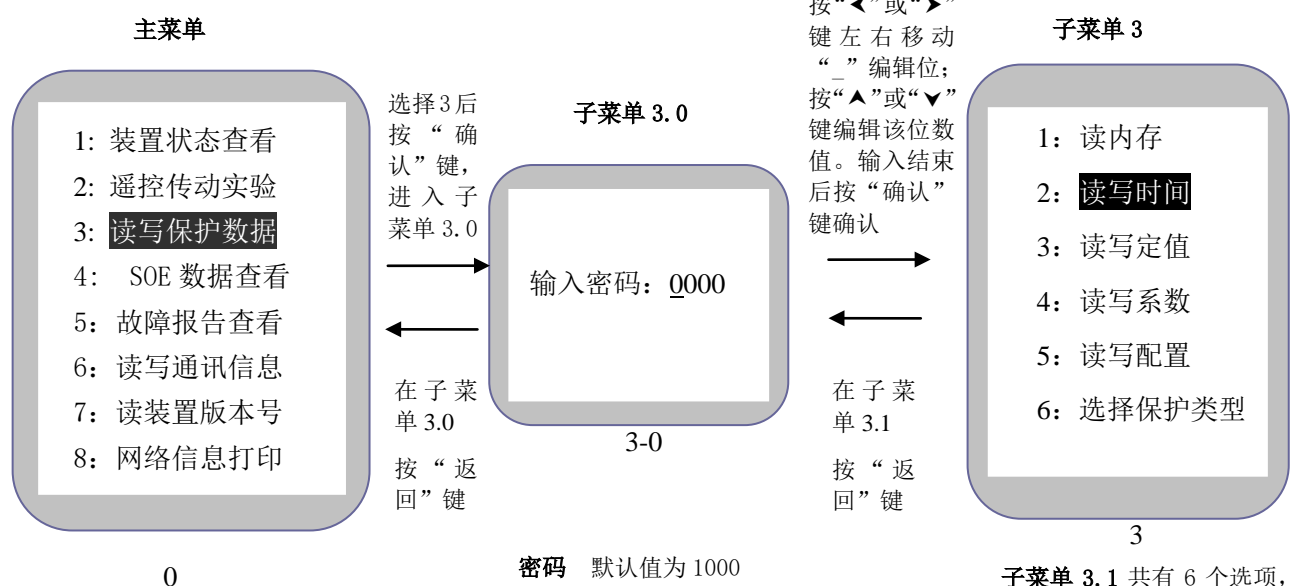 主菜单
1: 装置状态查看
2: 遥控传动实验
3: 读写保护数据
4: SOE 数据查看
5: 故障报告查看
6: 读写通讯信息
7: 读装置版本号
8: 网络信息打印
0
选择3后
按“确
认”键,
进入子
菜单 3.0
在子菜
单 3.0
按“返
回”键
子菜单 3.0
输入密码: 0000
3-0
密码 默认值为 1000
按“⮜”或“⮞”
键左右移动
“_”编辑位;
按“⮝”或“⮟”
键编辑该位数
值。输入结束
后按“确认”
键确认
在子菜
单 3.1
按“返
回”键
子菜单 3
1: 读内存
2: 读写时间
3: 读写定值
4: 读写系数
5: 读写配置
6: 选择保护类型
3
子菜单 3.1 共有 6 个选项,